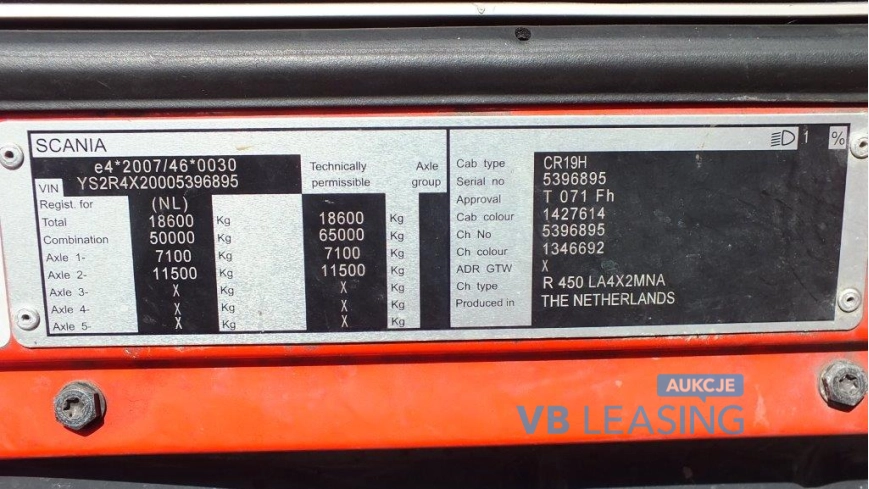 SCANIA
e4*2007/46*0030
VIN YS2R4X20005396895
Technically permissible
Axle group
Regist. for (NL)
Total 18600 Kg 18600 Kg
Combination 50000 Kg 65000 Kg
Axle 1- 7100 Kg 7100 Kg
Axle 2- 11500 Kg 11500 Kg
Axle 3- X Kg X Kg
Axle 4- X Kg X Kg
Axle 5- X Kg X Kg
1 %
Cab type CR19H
Serial no 5396895
Approval T 071 Fh
Cab colour 1427614
Ch No 5396895
Ch colour 1346692
ADR GTW X
Ch type R 450 LA4X2MNA
Produced in THE NETHERLANDS
AUKCJE
VB LEASING